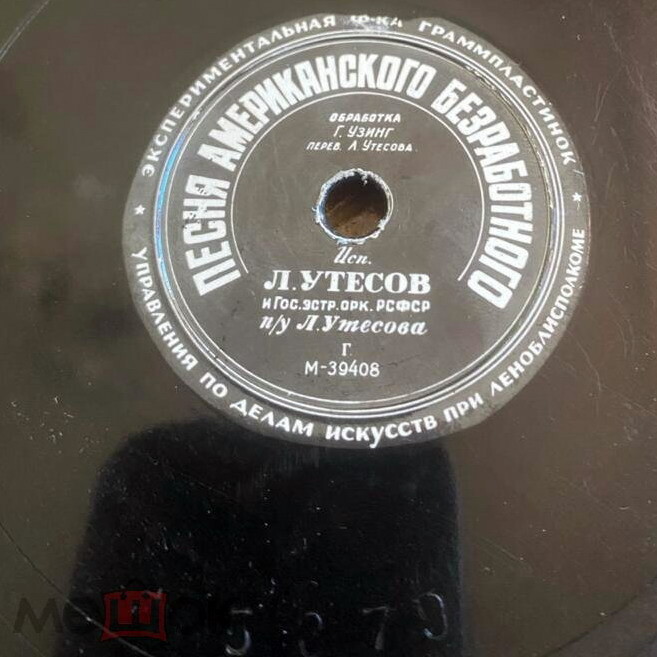 ЭКСПЕРИМЕНТАЛЬНАЯ Ф-КА ГРАММПЛАСТИНОК
ПЕСНЯ АМЕРИКАНСКОГО БЕЗРАБОТНОГО
ОБРАБОТКА
Г. УЗИНГ
ПЕРЕВ. Л УТЕСОВА
Исп.
Л. УТЕСОВ
И ГОС. ЭСТР. ОРК. РСФСР
п/у Л. Утесова
Г
М-39408
УПРАВЛЕНИЯ ПО ДЕЛАМ ИСКУССТВ ПРИ ЛЕНОБЛИСПОЛКОМЕ